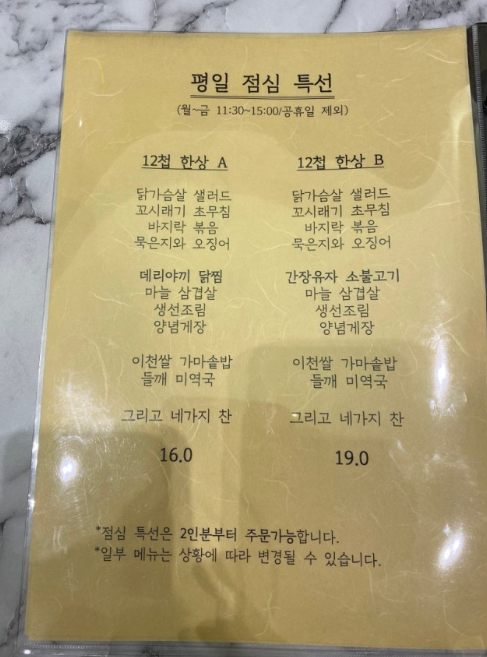 평일 점심 특선
(월~금 11:30~15:00/공휴일 제외)
12첩 한상 A
닭가슴살 샐러드
꼬시래기 초무침
바지락 볶음
묵은지와 오징어
데리야끼 닭찜
마늘 삼겹살
생선조림
양념게장
이천쌀 가마솥밥
들깨 미역국
그리고 네가지 찬
16.0
12첩 한상 B
닭가슴살 샐러드
꼬시래기 초무침
바지락 볶음
묵은지와 오징어
간장유자 소불고기
마늘 삼겹살
생선조림
양념게장
이천쌀 가마솥밥
들깨 미역국
그리고 네가지 찬
19.0
*점심 특선은 2인분부터 주문가능합니다.
*일부 메뉴는 상황에 따라 변경될 수 있습니다.